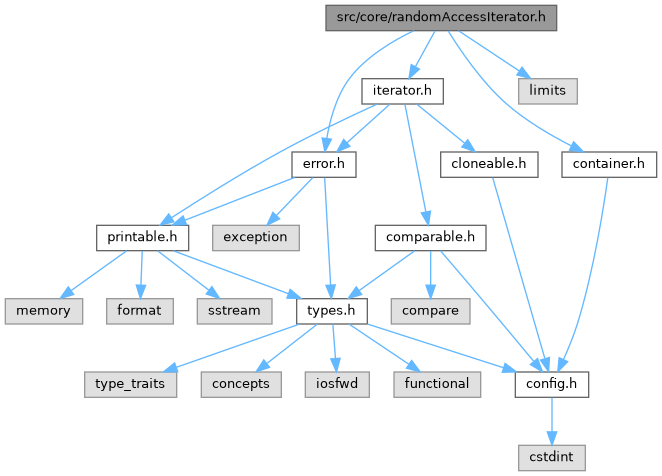 src/core/randomAccessIterator.h
iterator.h
limits
error.h
cloneable.h
container.h
printable.h
exception
comparable.h
memory
format
sstream
types.h
compare
type_traits
concepts
iosfwd
functional
config.h
cstdint